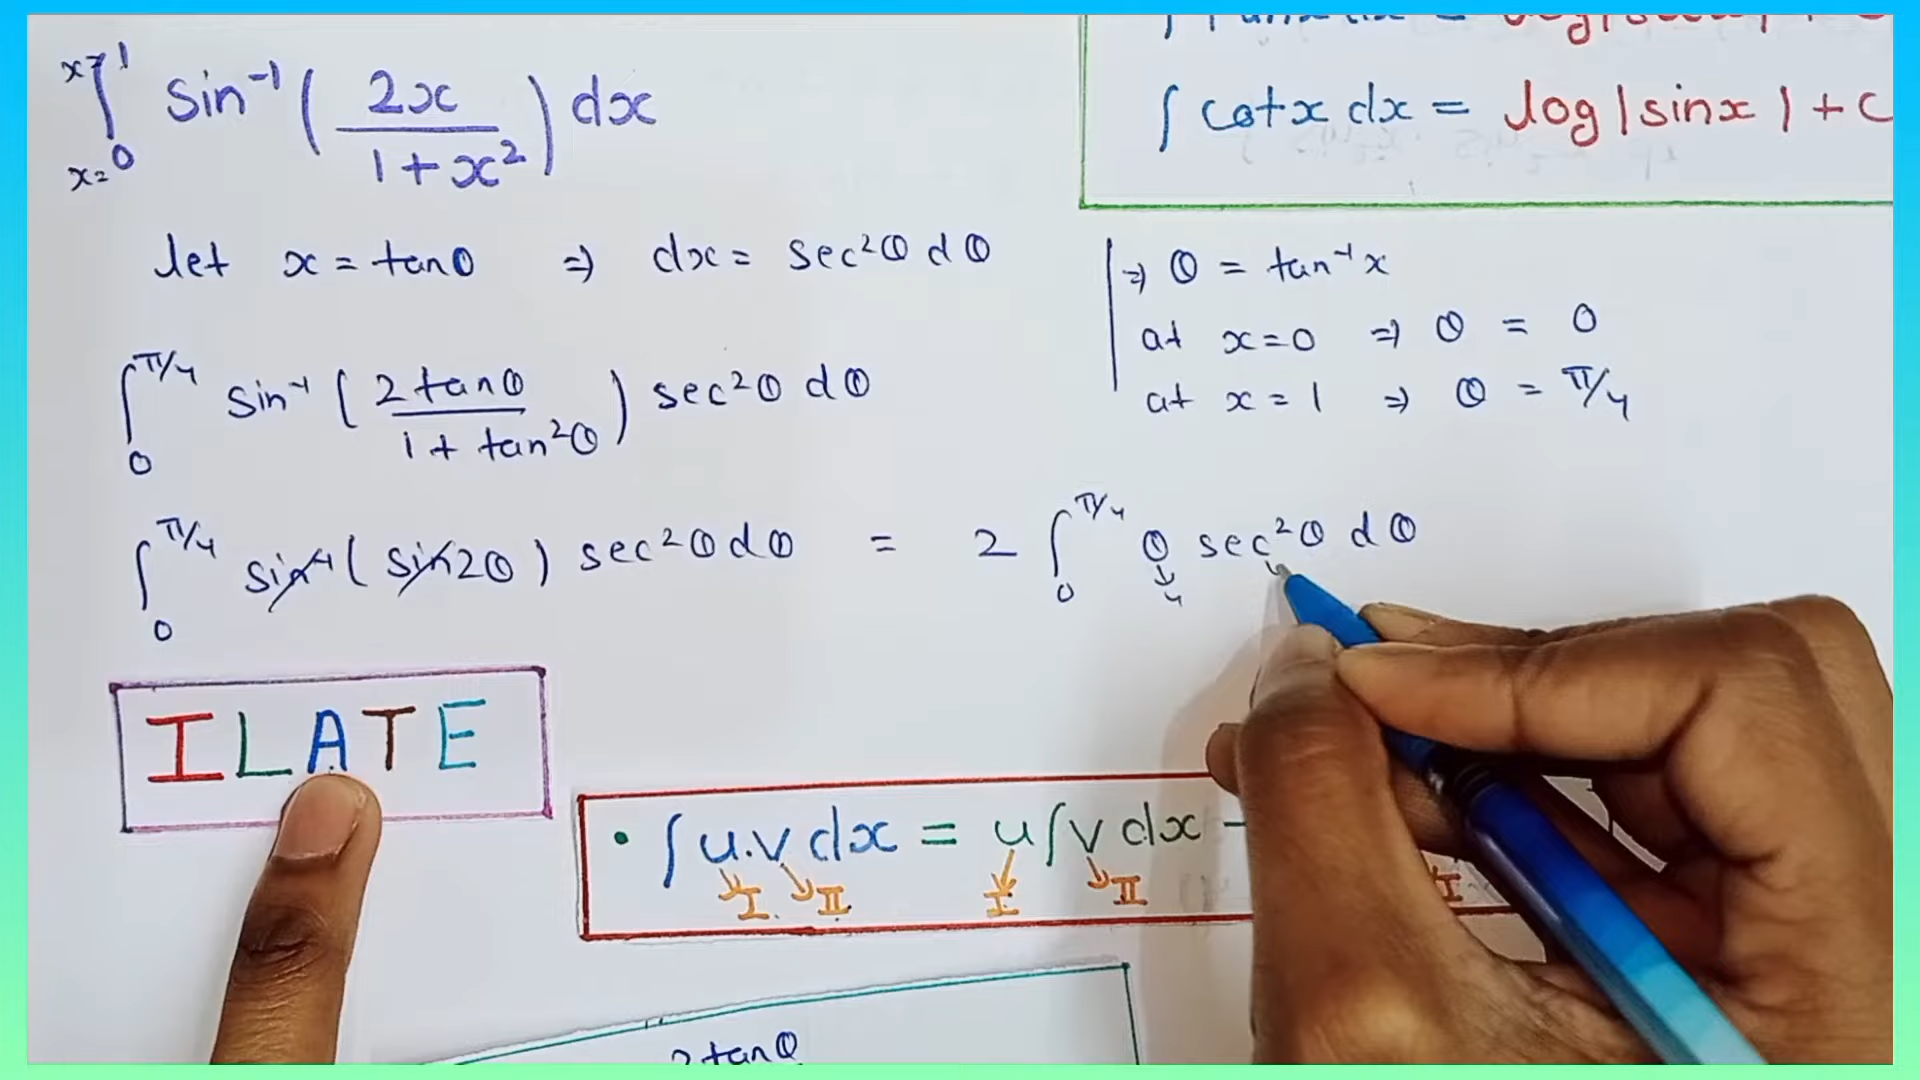 ∫ cotx dx = log|sinx| + C
x=1
∫ sin⁻¹ ( 2x / 1+x² ) dx
x=0
let x = tanθ ⇒ dx = sec²θ dθ
⇒ θ = tan⁻¹x
at x=0 ⇒ θ = 0
at x=1 ⇒ θ = π/4
∫₀^π/4 sin⁻¹ ( 2tanθ / 1+tan²θ ) sec²θ dθ
∫₀^π/4 sin⁻¹(sin2θ) sec²θ dθ = 2 ∫₀^π/4 θ sec²θ dθ
u
ILATE
• ∫ u.v dx = u∫v dx -
I II I II I
2tanθ